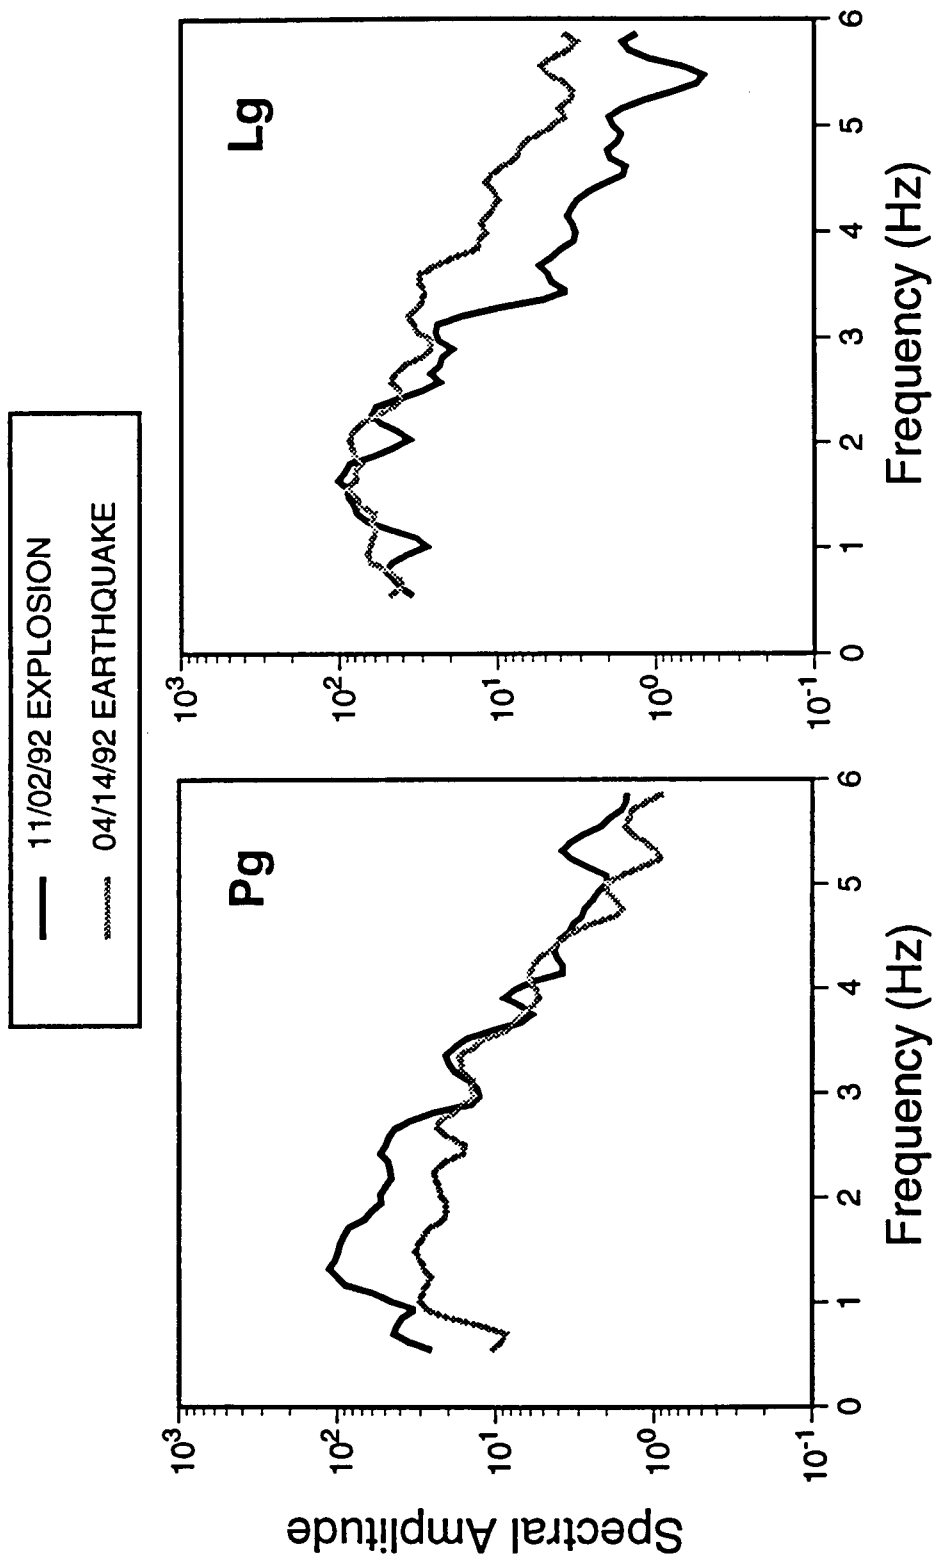 11/02/92 EXPLOSION
04/14/92 EARTHQUAKE
Pg
Spectral Amplitude
10^3
10^2
10^1
10^0
10^-1
0 1 2 3 4 5 6
Frequency (Hz)
Lg
10^3
10^2
10^1
10^0
10^-1
0 1 2 3 4 5 6
Frequency (Hz)